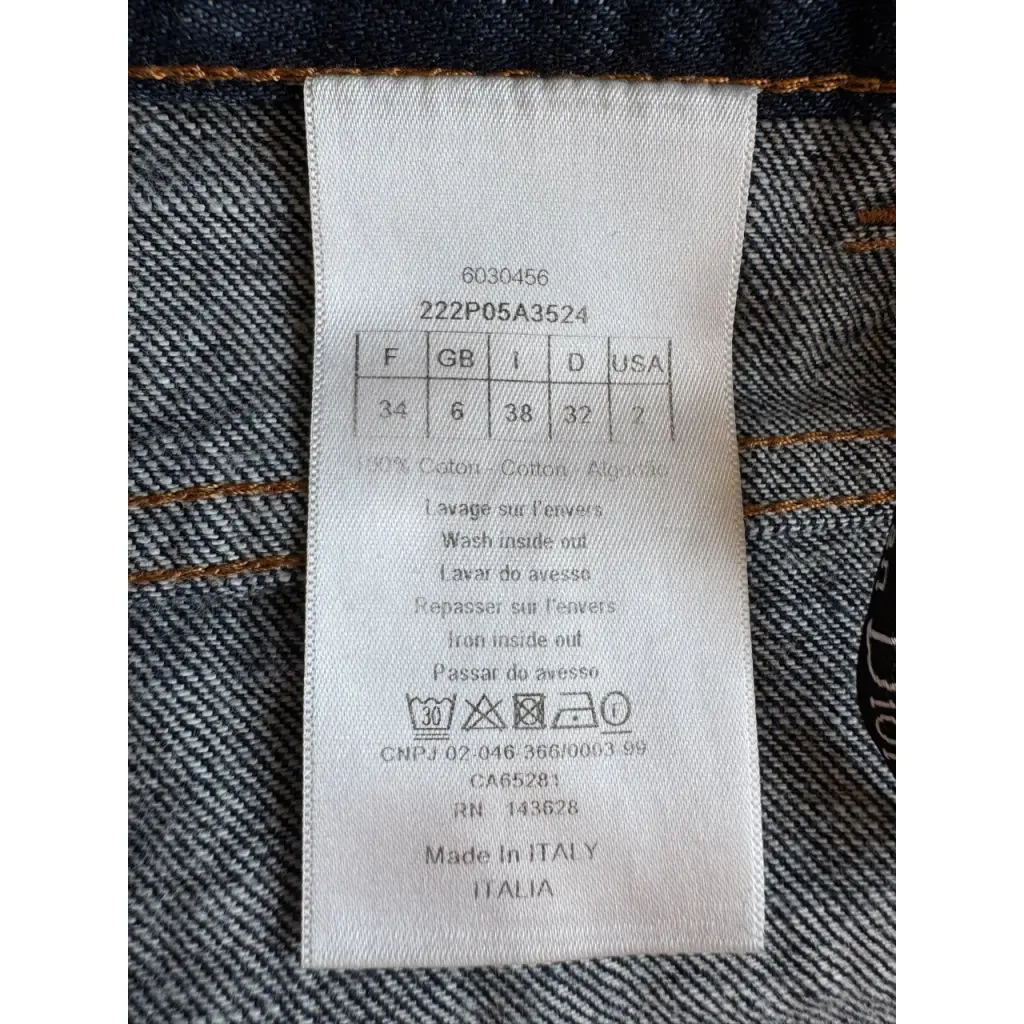 6030456
222P05A3524
F GB I D USA
34 6 38 32 2
100% Coton - Cotton - Algodão
Lavage sur l'envers
Wash inside out
Lavar do avesso
Repasser sur l'envers
Iron inside out
Passar do avesso
30
CNPJ 02-046-366/0003-99
CA65281
RN 143628
Made In ITALY
ITALIA
Dior